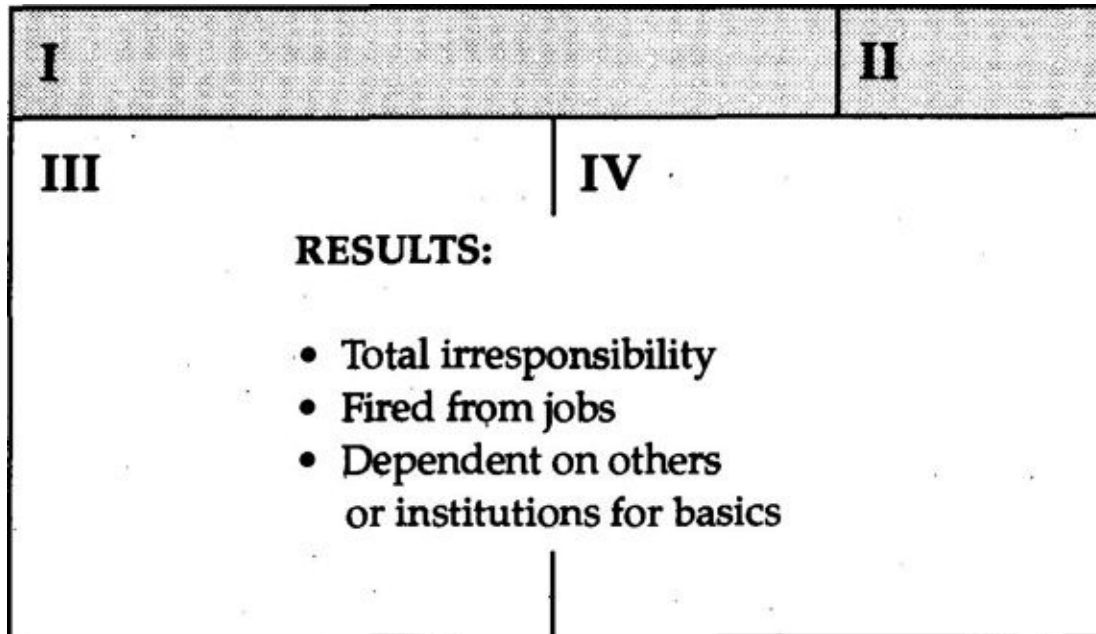 I
II
III
IV
RESULTS:
• Total irresponsibility
• Fired from jobs
• Dependent on others
or institutions for basics